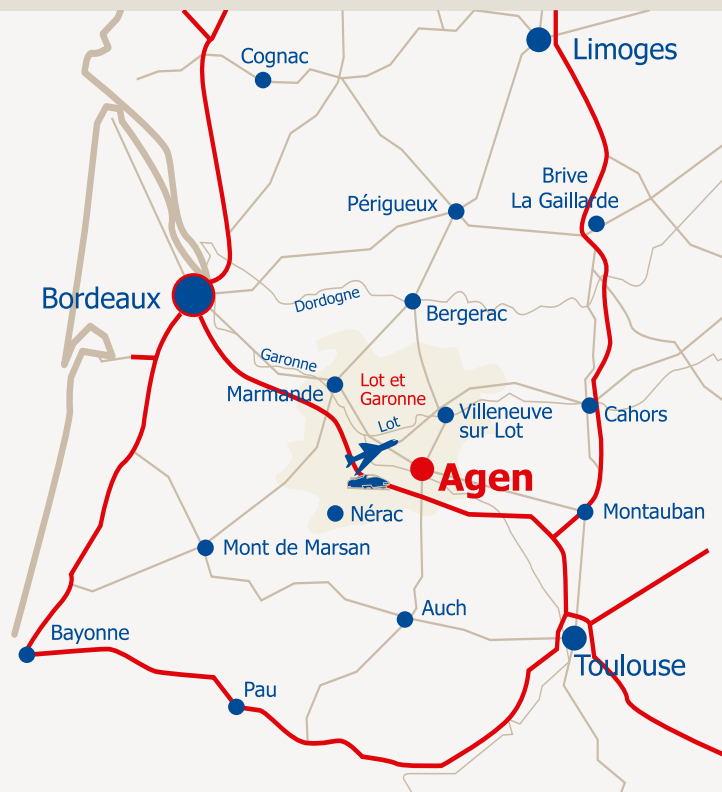 Cognac
Limoges
Brive
La Gaillarde
Périgueux
Bordeaux
Dordogne
Bergerac
Garonne
Marmande
Lot et
Garonne
Lot
Villeneuve
sur Lot
Cahors
Agen
Nérac
Montauban
Mont de Marsan
Auch
Bayonne
Toulouse
Pau